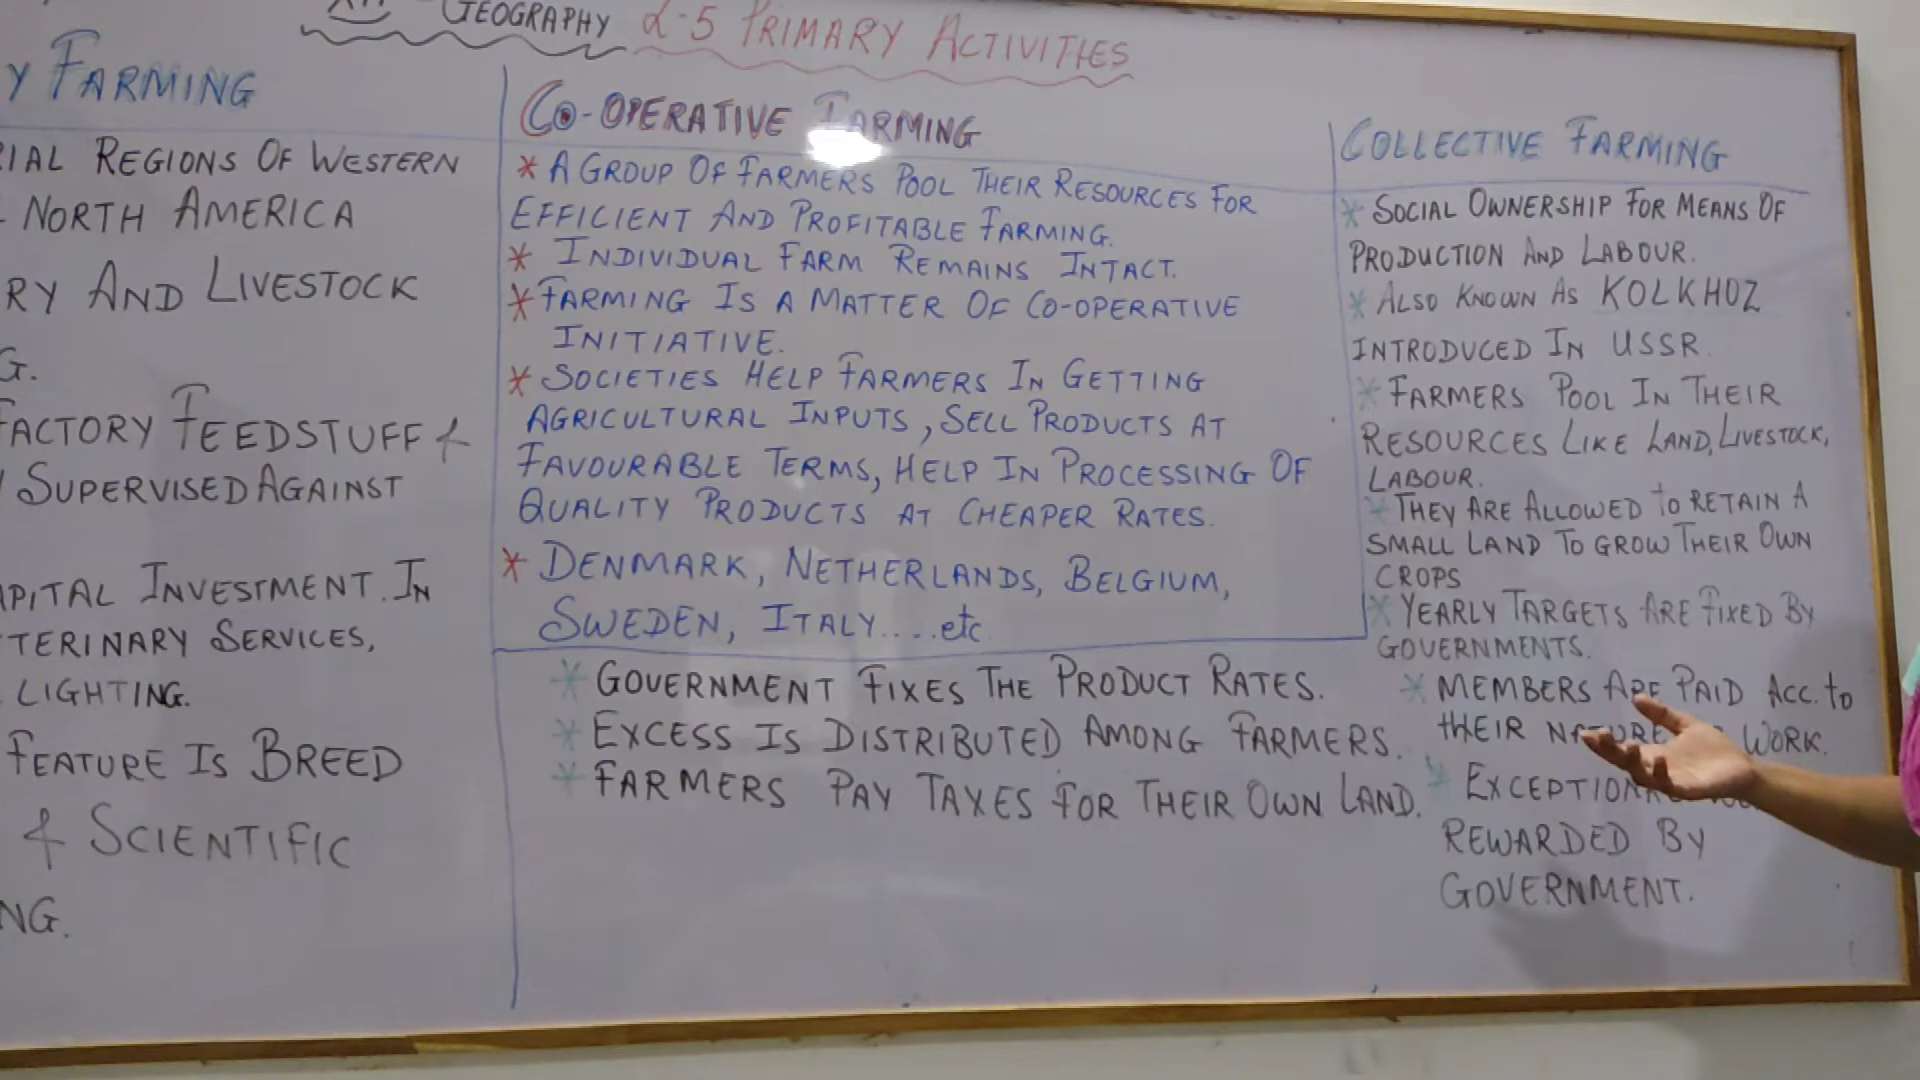 GEOGRAPHY L-5 PRIMARY ACTIVITIES
Y FARMING
IAL REGIONS OF WESTERN
NORTH AMERICA
RY AND LIVESTOCK
G.
FACTORY FEEDSTUFF &
SUPERVISED AGAINST
APITAL INVESTMENT. IN
TERINARY SERVICES,
LIGHTING.
FEATURE IS BREED
& SCIENTIFIC
NG.
CO-OPERATIVE FARMING
* A GROUP OF FARMERS POOL THEIR RESOURCES FOR
EFFICIENT AND PROFITABLE FARMING.
* INDIVIDUAL FARM REMAINS INTACT.
* FARMING IS A MATTER OF CO-OPERATIVE
INITIATIVE.
* SOCIETIES HELP FARMERS IN GETTING
AGRICULTURAL INPUTS, SELL PRODUCTS AT
FAVOURABLE TERMS, HELP IN PROCESSING OF
QUALITY PRODUCTS AT CHEAPER RATES.
* DENMARK, NETHERLANDS, BELGIUM,
SWEDEN, ITALY....etc
COLLECTIVE FARMING
* SOCIAL OWNERSHIP FOR MEANS OF
PRODUCTION AND LABOUR.
* ALSO KNOWN AS KOLKHOZ
INTRODUCED IN USSR.
* FARMERS POOL IN THEIR
RESOURCES LIKE LAND, LIVESTOCK,
LABOUR.
* THEY ARE ALLOWED TO RETAIN A
SMALL LAND TO GROW THEIR OWN
CROPS
* YEARLY TARGETS ARE FIXED BY
GOVERNMENTS.
* MEMBERS ARE PAID ACC. to
tHEIR NATURE WORK.
* EXCEPTION
REWARDED BY
GOVERNMENT.
* GOVERNMENT FIXES THE PRODUCT RATES.
* EXCESS IS DISTRIBUTED AMONG FARMERS.
* FARMERS PAY TAXES FOR THEIR OWN LAND.